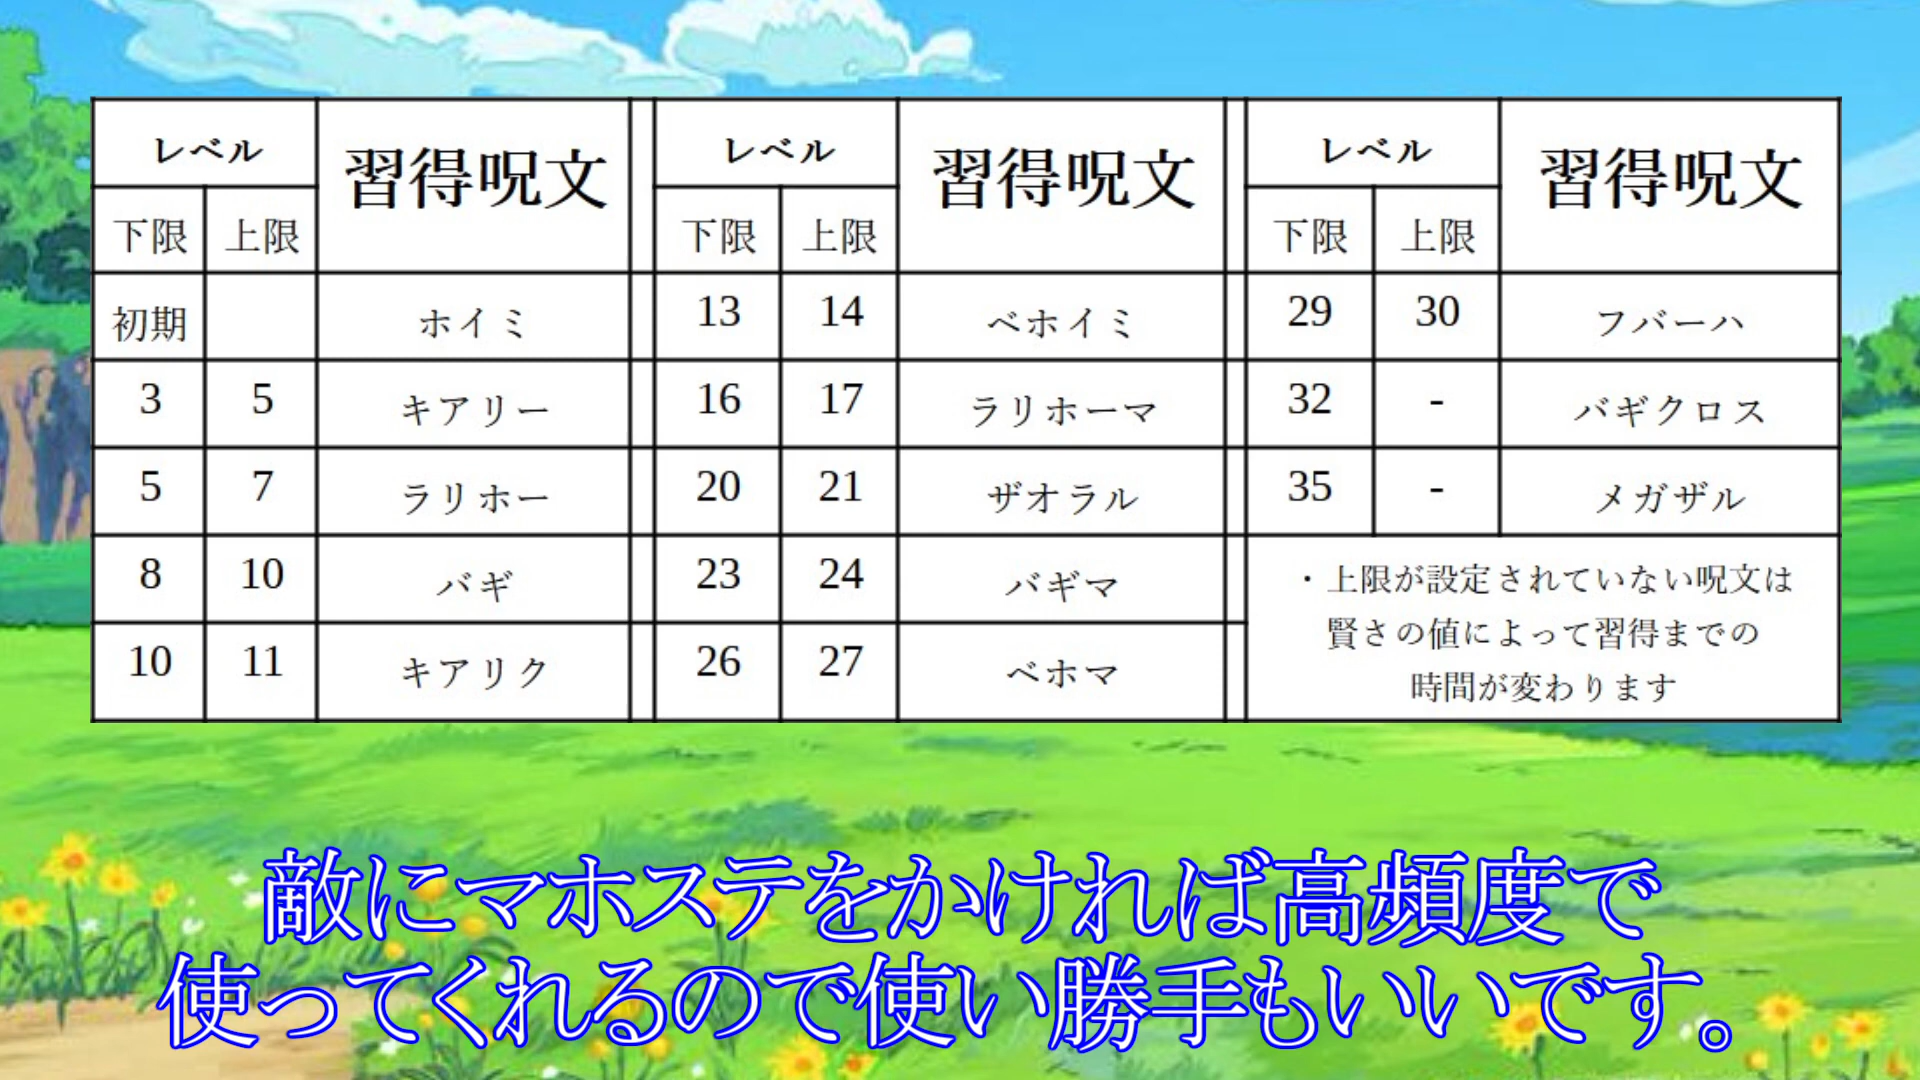 レベル 習得呪文 レベル 習得呪文 レベル 習得呪文
下限 上限 下限 上限 下限 上限
初期 ホイミ 13 14 ベホイミ 29 30 フバーハ
3 5 キアリー 16 17 ラリホーマ 32 - バギクロス
5 7 ラリホー 20 21 ザオラル 35 - メガザル
8 10 バギ 23 24 バギマ
10 11 キアリク 26 27 ベホマ
・上限が設定されていない呪文は
賢さの値によって習得までの
時間が変わります
敵にマホステをかければ高頻度で
使ってくれるので使い勝手もいいです。